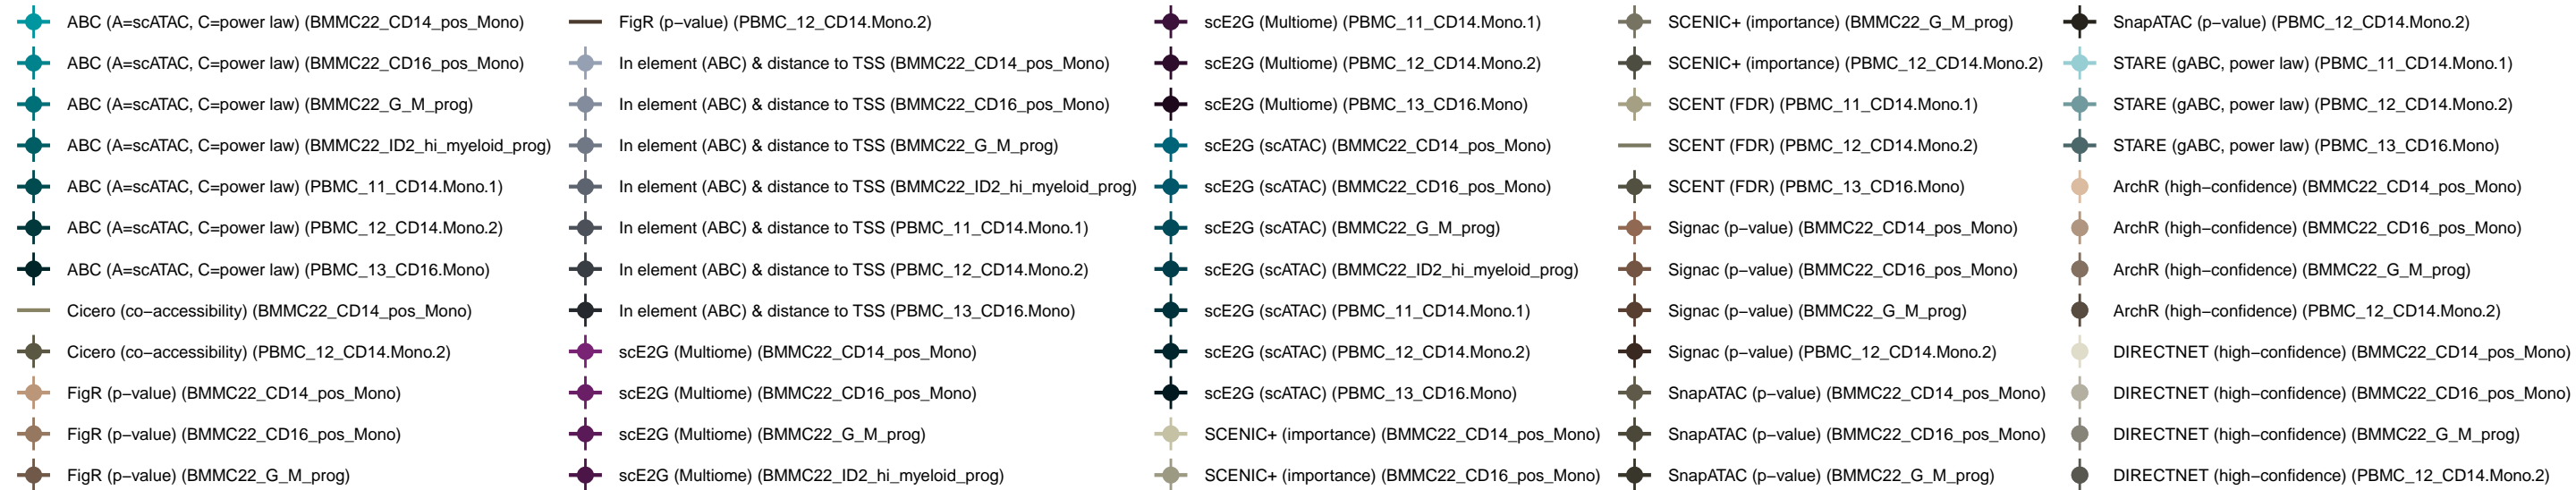 ABC (A=scATAC, C=power law) (BMMC22_CD14_pos_Mono)
ABC (A=scATAC, C=power law) (BMMC22_CD16_pos_Mono)
ABC (A=scATAC, C=power law) (BMMC22_G_M_prog)
ABC (A=scATAC, C=power law) (BMMC22_ID2_hi_myeloid_prog)
ABC (A=scATAC, C=power law) (PBMC_11_CD14.Mono.1)
ABC (A=scATAC, C=power law) (PBMC_12_CD14.Mono.2)
ABC (A=scATAC, C=power law) (PBMC_13_CD16.Mono)
Cicero (co−accessibility) (BMMC22_CD14_pos_Mono)
Cicero (co−accessibility) (PBMC_12_CD14.Mono.2)
FigR (p−value) (BMMC22_CD14_pos_Mono)
FigR (p−value) (BMMC22_CD16_pos_Mono)
FigR (p−value) (BMMC22_G_M_prog)
FigR (p−value) (PBMC_12_CD14.Mono.2)
In element (ABC) & distance to TSS (BMMC22_CD14_pos_Mono)
In element (ABC) & distance to TSS (BMMC22_CD16_pos_Mono)
In element (ABC) & distance to TSS (BMMC22_G_M_prog)
In element (ABC) & distance to TSS (BMMC22_ID2_hi_myeloid_prog)
In element (ABC) & distance to TSS (PBMC_11_CD14.Mono.1)
In element (ABC) & distance to TSS (PBMC_12_CD14.Mono.2)
In element (ABC) & distance to TSS (PBMC_13_CD16.Mono)
scE2G (Multiome) (BMMC22_CD14_pos_Mono)
scE2G (Multiome) (BMMC22_CD16_pos_Mono)
scE2G (Multiome) (BMMC22_G_M_prog)
scE2G (Multiome) (BMMC22_ID2_hi_myeloid_prog)
scE2G (Multiome) (PBMC_11_CD14.Mono.1)
scE2G (Multiome) (PBMC_12_CD14.Mono.2)
scE2G (Multiome) (PBMC_13_CD16.Mono)
scE2G (scATAC) (BMMC22_CD14_pos_Mono)
scE2G (scATAC) (BMMC22_CD16_pos_Mono)
scE2G (scATAC) (BMMC22_G_M_prog)
scE2G (scATAC) (BMMC22_ID2_hi_myeloid_prog)
scE2G (scATAC) (PBMC_11_CD14.Mono.1)
scE2G (scATAC) (PBMC_12_CD14.Mono.2)
scE2G (scATAC) (PBMC_13_CD16.Mono)
SCENIC+ (importance) (BMMC22_CD14_pos_Mono)
SCENIC+ (importance) (BMMC22_CD16_pos_Mono)
SCENIC+ (importance) (BMMC22_G_M_prog)
SCENIC+ (importance) (PBMC_12_CD14.Mono.2)
SCENT (FDR) (PBMC_11_CD14.Mono.1)
SCENT (FDR) (PBMC_12_CD14.Mono.2)
SCENT (FDR) (PBMC_13_CD16.Mono)
Signac (p−value) (BMMC22_CD14_pos_Mono)
Signac (p−value) (BMMC22_CD16_pos_Mono)
Signac (p−value) (BMMC22_G_M_prog)
Signac (p−value) (PBMC_12_CD14.Mono.2)
SnapATAC (p−value) (BMMC22_CD14_pos_Mono)
SnapATAC (p−value) (BMMC22_CD16_pos_Mono)
SnapATAC (p−value) (BMMC22_G_M_prog)
SnapATAC (p−value) (PBMC_12_CD14.Mono.2)
STARE (gABC, power law) (PBMC_11_CD14.Mono.1)
STARE (gABC, power law) (PBMC_12_CD14.Mono.2)
STARE (gABC, power law) (PBMC_13_CD16.Mono)
ArchR (high−confidence) (BMMC22_CD14_pos_Mono)
ArchR (high−confidence) (BMMC22_CD16_pos_Mono)
ArchR (high−confidence) (BMMC22_G_M_prog)
ArchR (high−confidence) (PBMC_12_CD14.Mono.2)
DIRECTNET (high−confidence) (BMMC22_CD14_pos_Mono)
DIRECTNET (high−confidence) (BMMC22_CD16_pos_Mono)
DIRECTNET (high−confidence) (BMMC22_G_M_prog)
DIRECTNET (high−confidence) (PBMC_12_CD14.Mono.2)